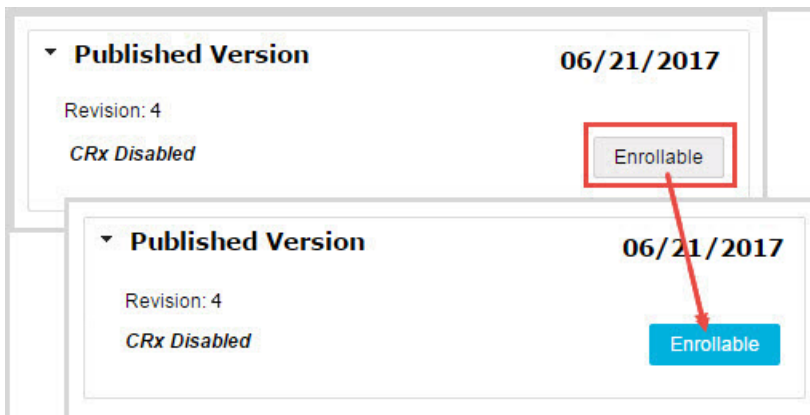 Published Version 06/21/2017
Revision: 4
CRx Disabled Enrollable
Published Version 06/21/2017
Revision: 4
CRx Disabled Enrollable